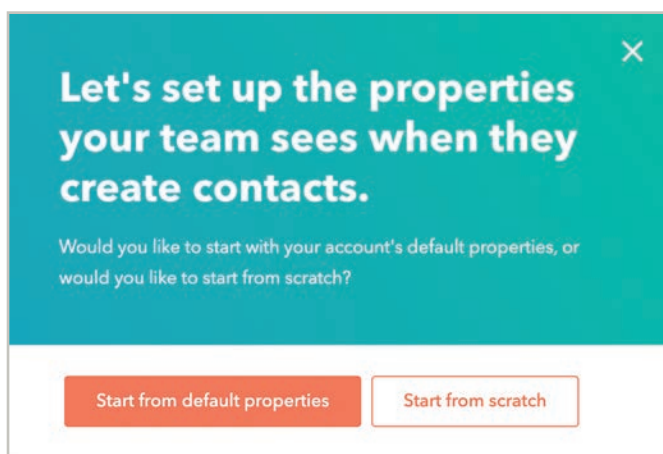 Let's set up the properties
your team sees when they
create contacts.
Would you like to start with your account's default properties, or
would you like to start from scratch?
Start from default properties
Start from scratch